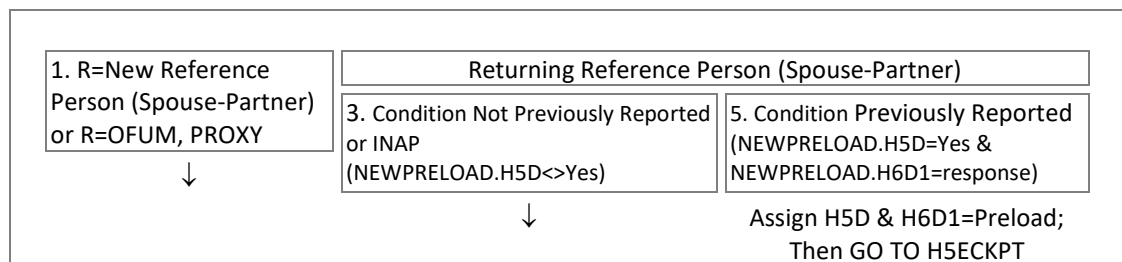 1. R=New Reference
Person (Spouse-Partner)
or R=OFUM, PROXY
↓
Returning Reference Person (Spouse-Partner)
3. Condition Not Previously Reported
or INAP
(NEWPRELOAD.H5D<>Yes)
↓
5. Condition Previously Reported
(NEWPRELOAD.H5D=Yes &
NEWPRELOAD.H6D1=response)
Assign H5D & H6D1=Preload;
Then GO TO H5ECKPT